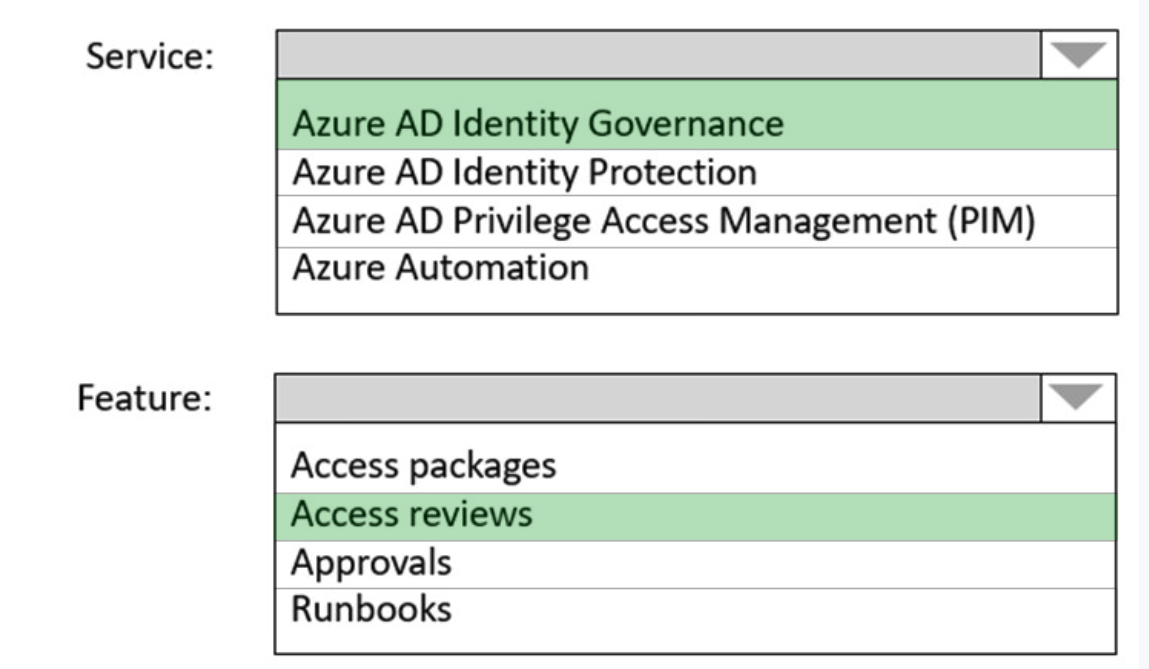 Service:
Azure AD Identity Governance
Azure AD Identity Protection
Azure AD Privilege Access Management (PIM)
Azure Automation
Feature:
Access packages
Access reviews
Approvals
Runbooks